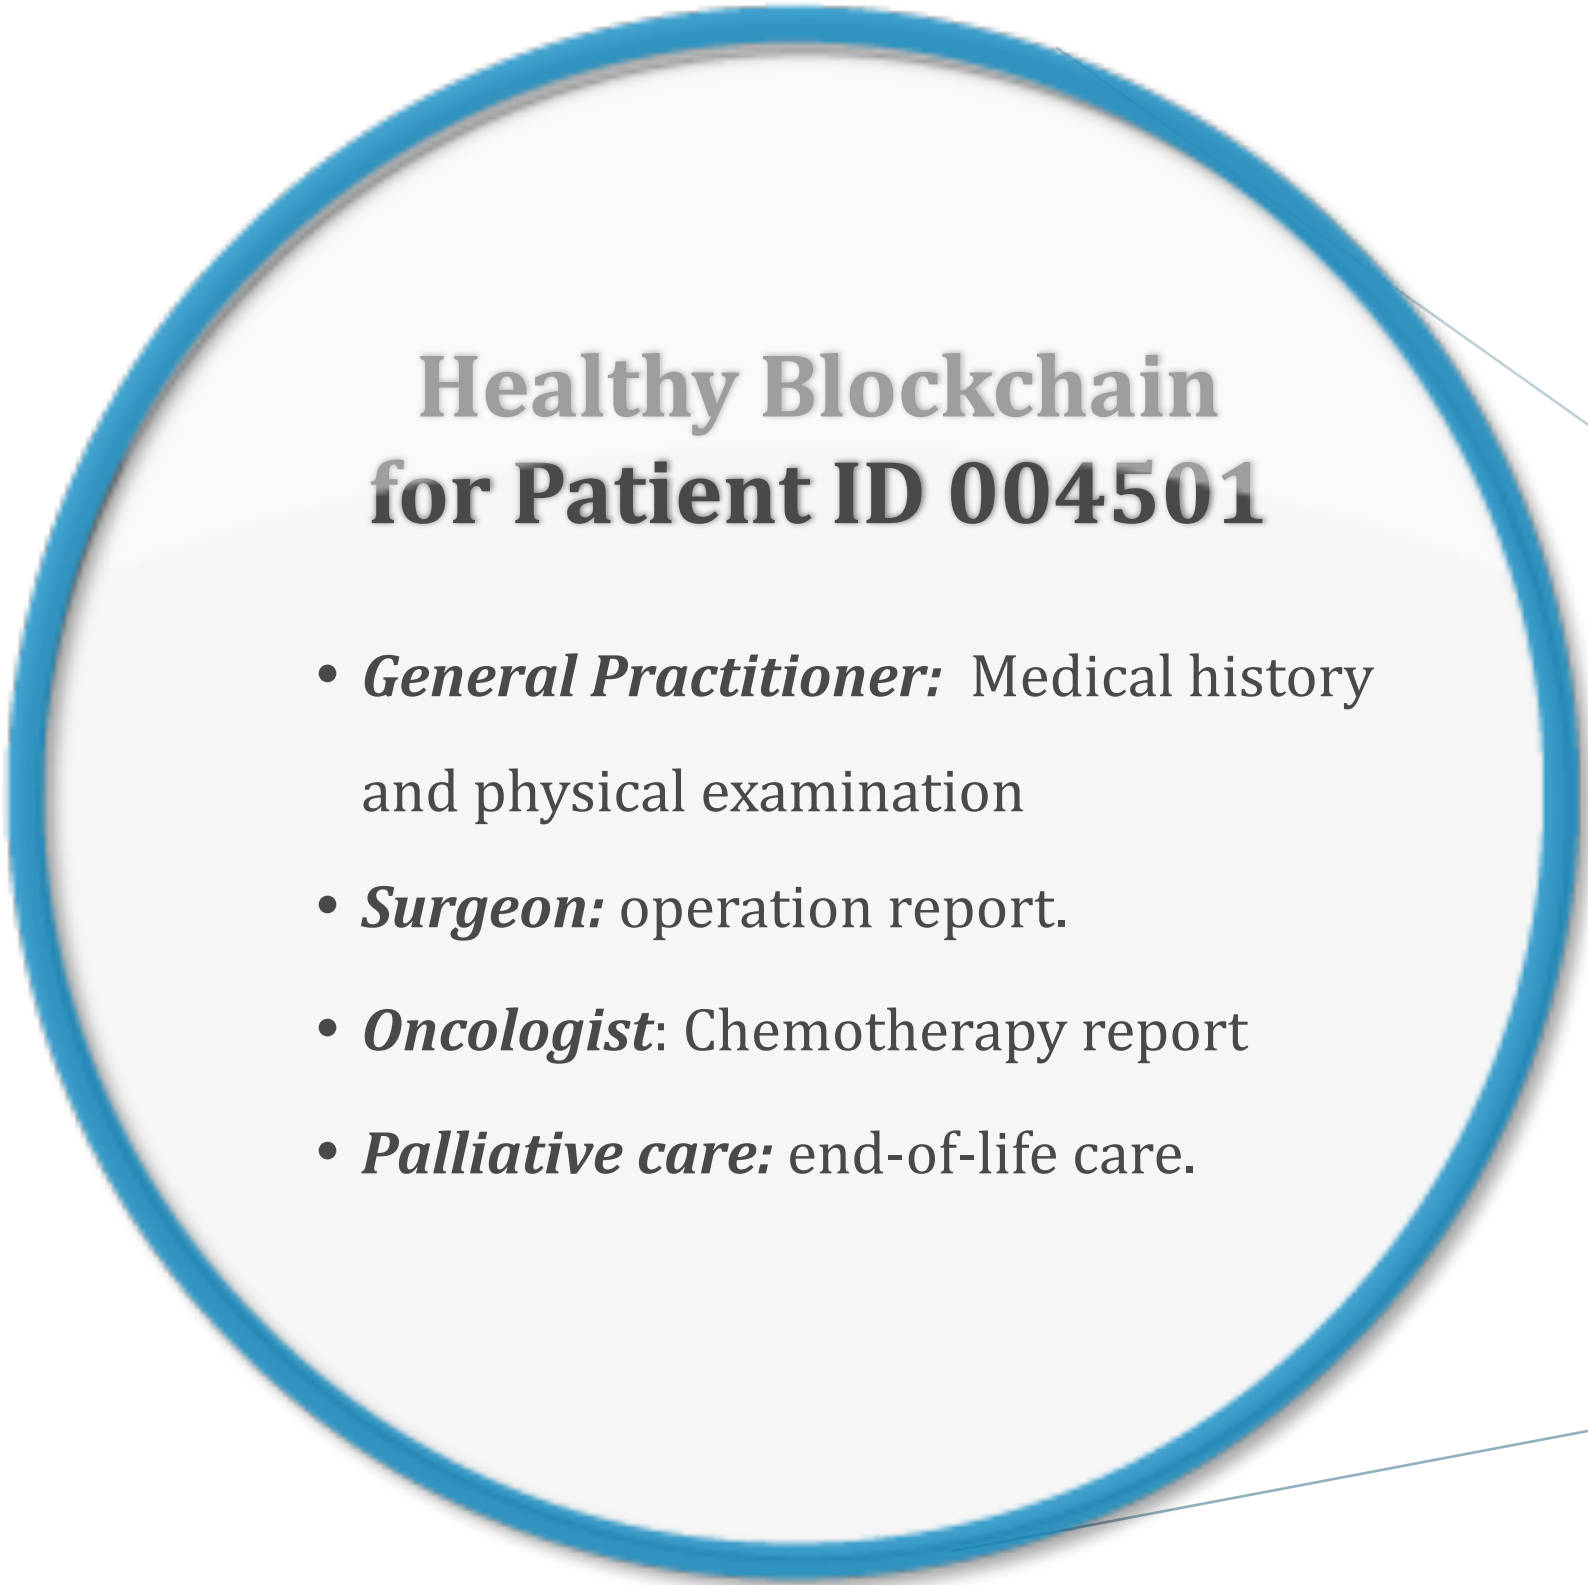 Healthy Blockchain
for Patient ID 004501
• General Practitioner: Medical history
and physical examination
• Surgeon: operation report.
• Oncologist: Chemotherapy report
• Palliative care: end-of-life care.